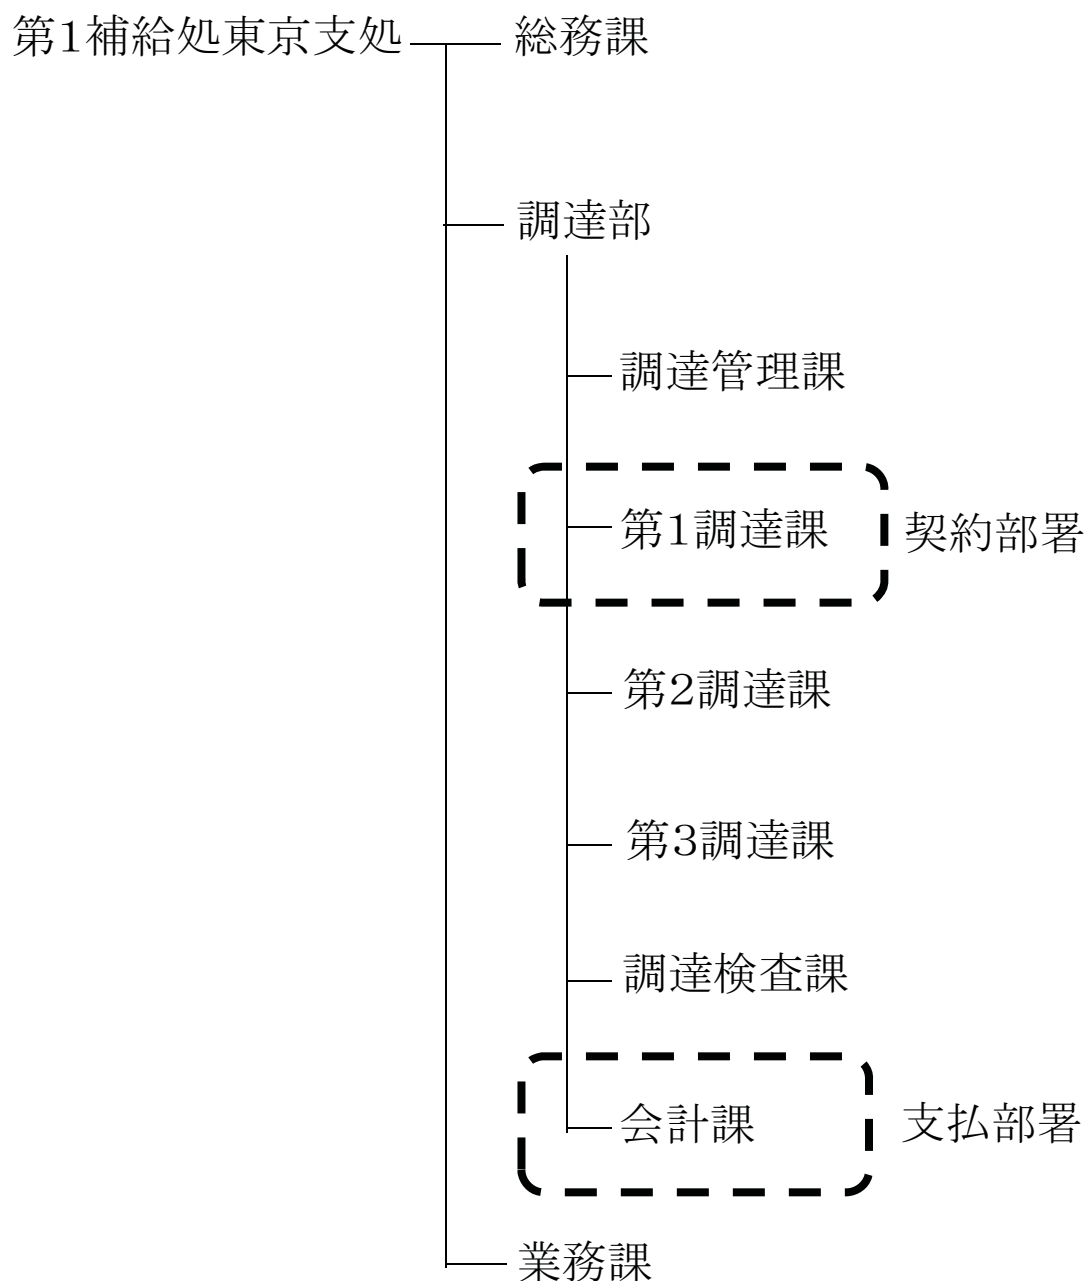 第1補給処東京支処 総務課
調達部
調達管理課
第1調達課 契約部署
第2調達課
第3調達課
調達検査課
会計課 支払部署
業務課